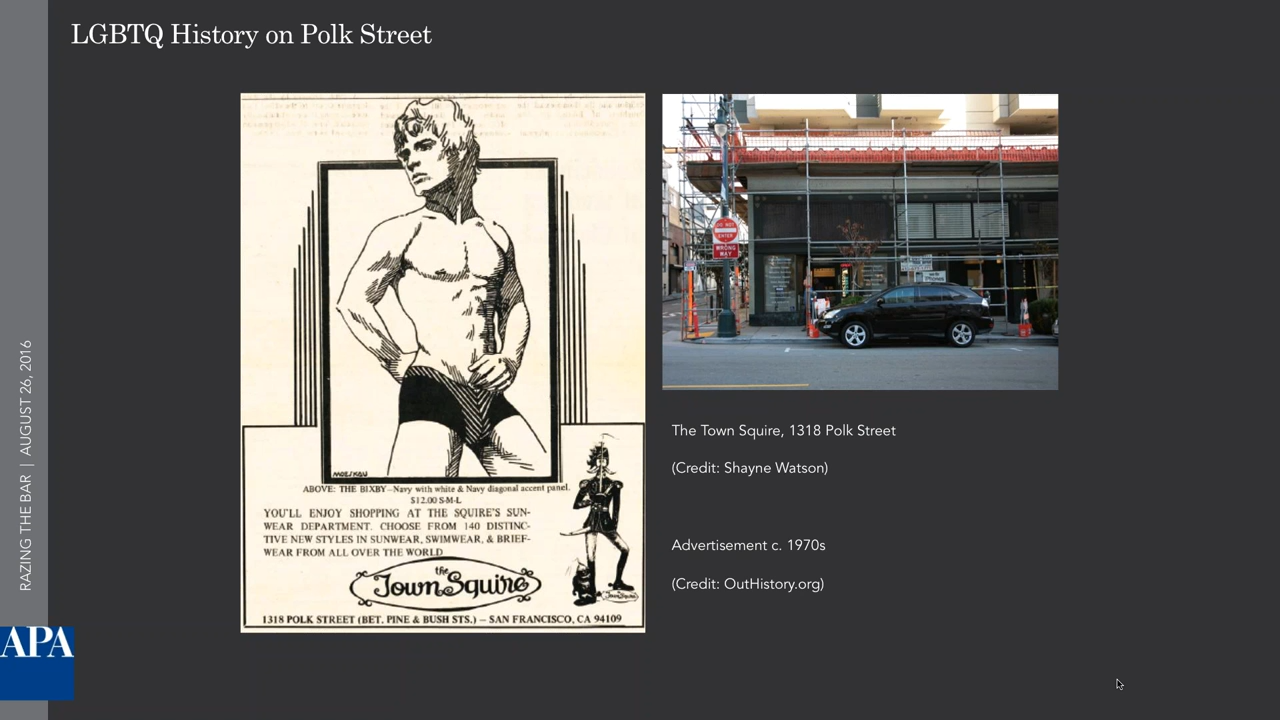 LGBTQ History on Polk Street
RAZING THE BAR | AUGUST 26, 2016
APA
MOESKAU
ABOVE: THE BIXBY–Navy with white & Navy diagonal accent panel.
$12.00 S-M-L
YOU'LL ENJOY SHOPPING AT THE SQUIRE'S SUN-
WEAR DEPARTMENT. CHOOSE FROM 140 DISTINC-
TIVE NEW STYLES IN SUNWEAR, SWIMWEAR, & BRIEF-
WEAR FROM ALL OVER THE WORLD
the
Town Squire
1318 POLK STREET (BET. PINE & BUSH STS.) – SAN FRANCISCO, CA 94109
DO NOT
ENTER
WRONG
WAY
The Town Squire, 1318 Polk Street
(Credit: Shayne Watson)
Advertisement c. 1970s
(Credit: OutHistory.org)